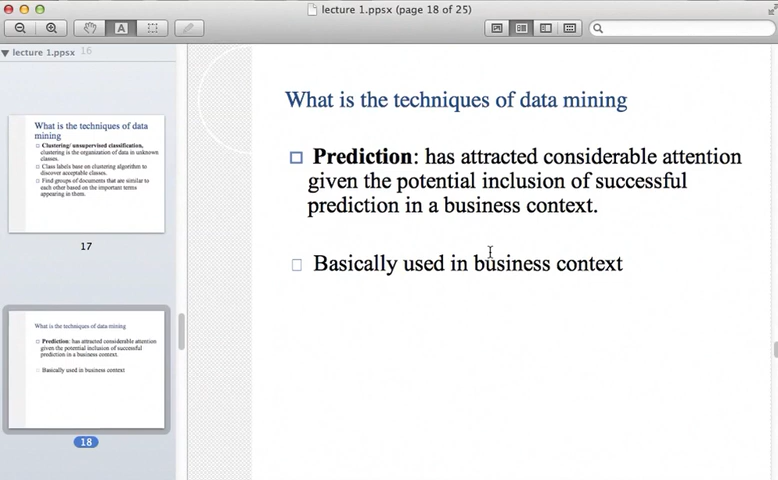 lecture 1.ppsx (page 18 of 25)
lecture 1.ppsx 16
What is the techniques of data
mining
Clustering/ unsupervised classification,
clustering is the organization of data in unknown
classes.
Class labels base on clustering algorithm to
discover acceptable classes.
Find groups of documents that are similar to
each other based on the important terms
appearing in them.
17
What is the techniques of data mining
Prediction: has attracted considerable attention
given the potential inclusion of successful
prediction in a business context.
Basically used in business context
18
What is the techniques of data mining
Prediction: has attracted considerable attention
given the potential inclusion of successful
prediction in a business context.
Basically used in business context